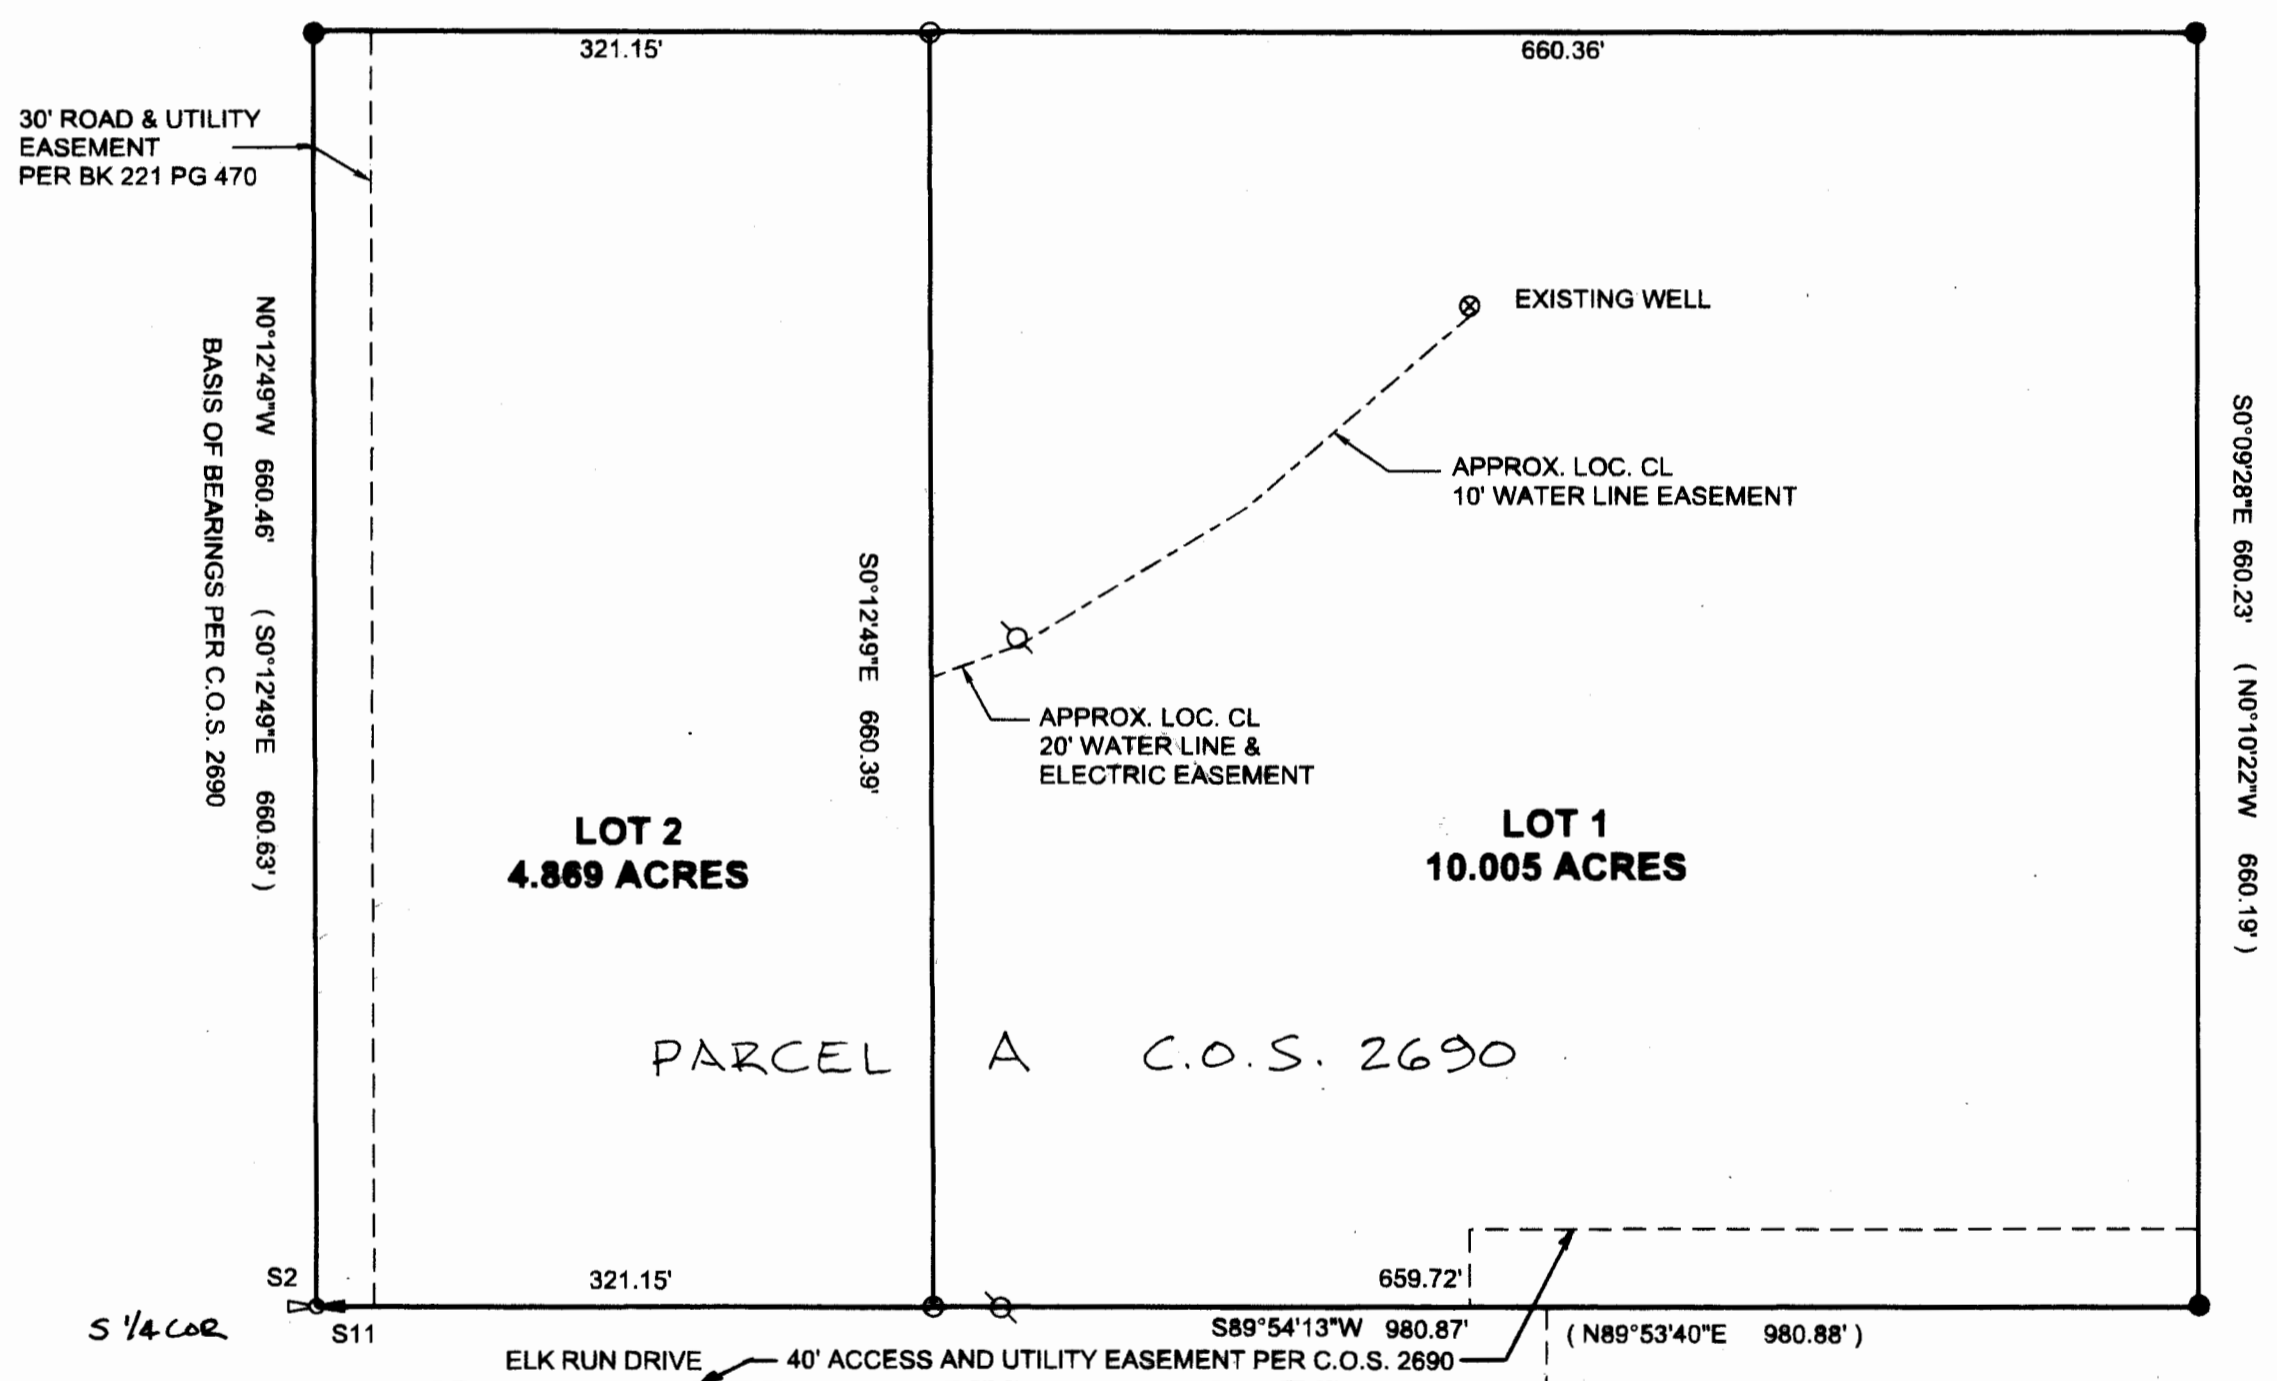 321.15'
660.36'
30' ROAD & UTILITY
EASEMENT
PER BK 221 PG 470
N0°12'49"W 660.46' ( S0°12'49"E 660.63' )
BASIS OF BEARINGS PER C.O.S. 2690
EXISTING WELL
APPROX. LOC. CL
10' WATER LINE EASEMENT
S0°09'28"E 660.23' ( N0°10'22"W 660.19' )
S0°12'49"E 660.39'
APPROX. LOC. CL
20' WATER LINE &
ELECTRIC EASEMENT
LOT 2
4.869 ACRES
LOT 1
10.005 ACRES
PARCEL A C.O.S. 2690
S2
321.15'
659.72'
S 1/4 COR
S11
S89°54'13"W 980.87'
( N89°53'40"E 980.88' )
ELK RUN DRIVE
40' ACCESS AND UTILITY EASEMENT PER C.O.S. 2690